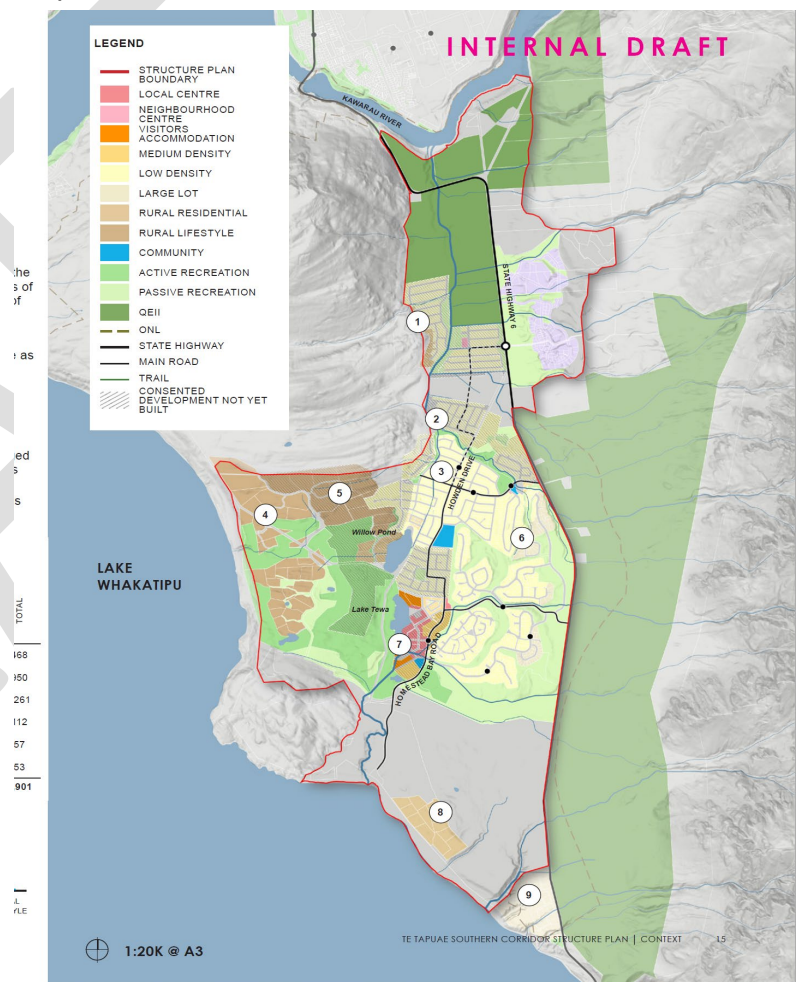 INTERNAL DRAFT
LEGEND
STRUCTURE PLAN
BOUNDARY
LOCAL CENTRE
NEIGHBOURHOOD
CENTRE
VISITORS
ACCOMMODATION
MEDIUM DENSITY
LOW DENSITY
LARGE LOT
RURAL RESIDENTIAL
RURAL LIFESTYLE
COMMUNITY
ACTIVE RECREATION
PASSIVE RECREATION
QEII
ONL
STATE HIGHWAY
MAIN ROAD
TRAIL
CONSENTED
DEVELOPMENT NOT YET
BUILT
KAWARAU RIVER
STATE HIGHWAY 6
1
2
3
HOWDEN DRIVE
4
5
6
Willow Pond
LAKE
WHAKATIPU
Lake Tewa
7
HOMESTEAD BAY ROAD
8
9
the
s of
of
as
ed
s
s
TOTAL
261
112
57
53
901
YLE
1:20K @ A3
TE TAPUAE SOUTHERN CORRIDOR STRUCTURE PLAN | CONTEXT 15